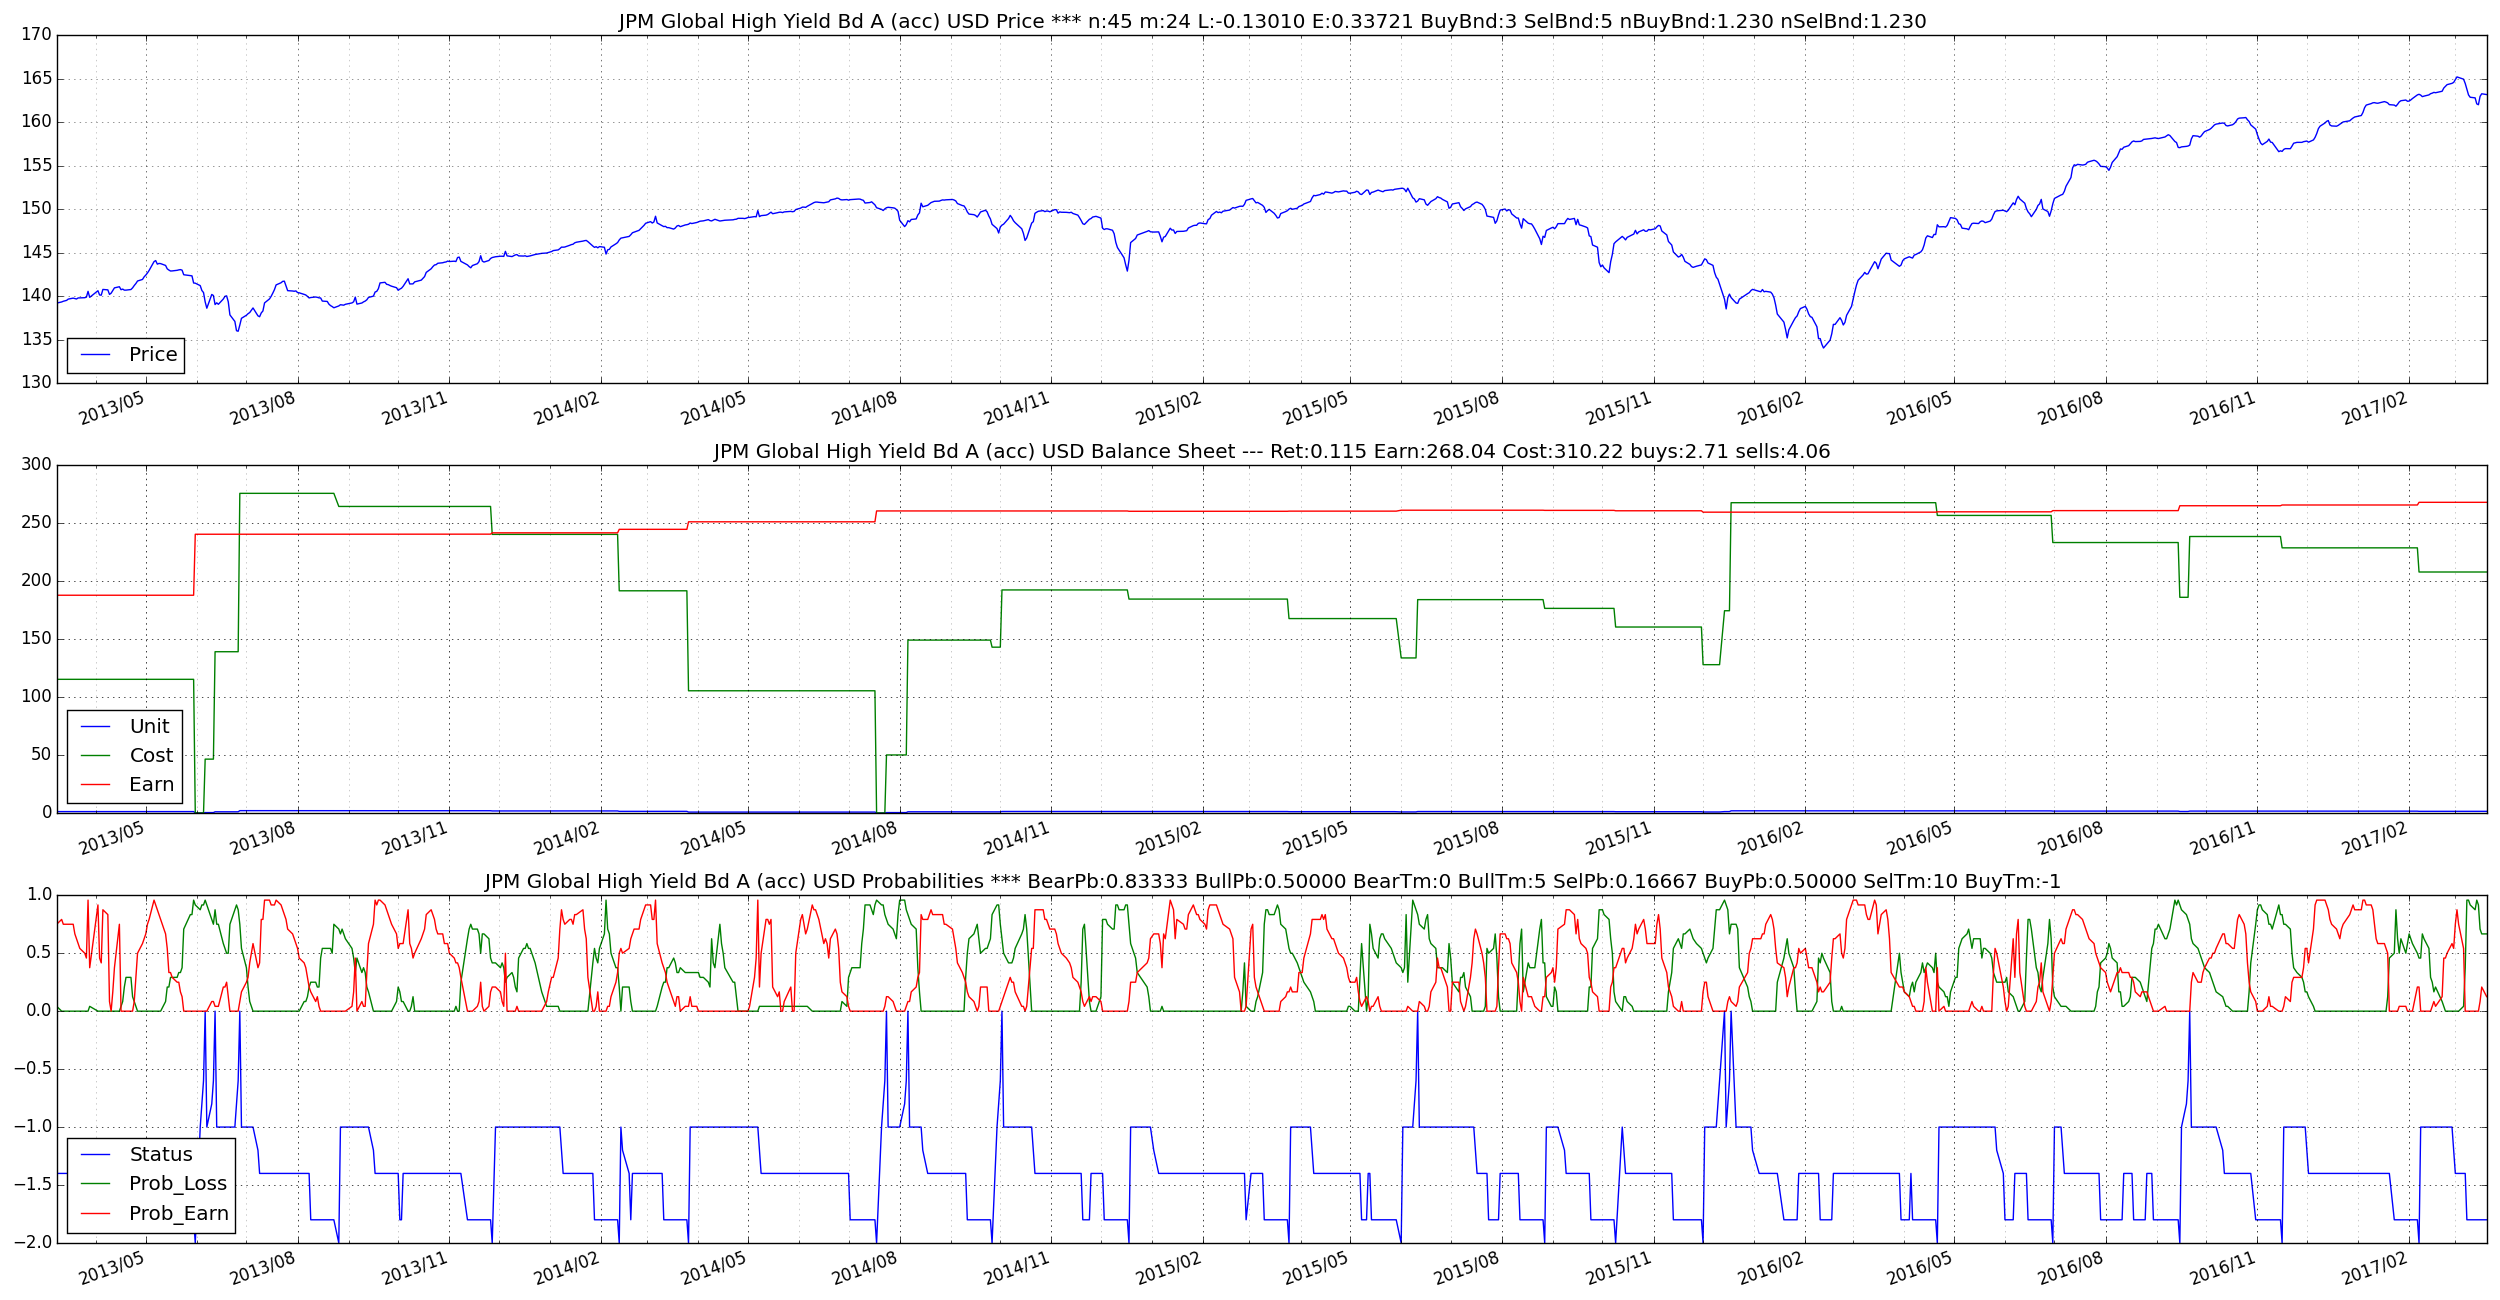 JPM Global High Yield Bd A (acc) USD Price *** n:45 m:24 L:-0.13010 E:0.33721 BuyBnd:3 SelBnd:5 nBuyBnd:1.230 nSelBnd:1.230
170
165
160
155
150
145
140
135
130
Price
2013/05 2013/08 2013/11 2014/02 2014/05 2014/08 2014/11 2015/02 2015/05 2015/08 2015/11 2016/02 2016/05 2016/08 2016/11 2017/02
JPM Global High Yield Bd A (acc) USD Balance Sheet --- Ret:0.115 Earn:268.04 Cost:310.22 buys:2.71 sells:4.06
300
250
200
150
100
50
0
Unit
Cost
Earn
2013/05 2013/08 2013/11 2014/02 2014/05 2014/08 2014/11 2015/02 2015/05 2015/08 2015/11 2016/02 2016/05 2016/08 2016/11 2017/02
JPM Global High Yield Bd A (acc) USD Probabilities *** BearPb:0.83333 BullPb:0.50000 BearTm:0 BullTm:5 SelPb:0.16667 BuyPb:0.50000 SelTm:10 BuyTm:-1
1.0
0.5
0.0
−0.5
−1.0
−1.5
−2.0
Status
Prob_Loss
Prob_Earn
2013/05 2013/08 2013/11 2014/02 2014/05 2014/08 2014/11 2015/02 2015/05 2015/08 2015/11 2016/02 2016/05 2016/08 2016/11 2017/02